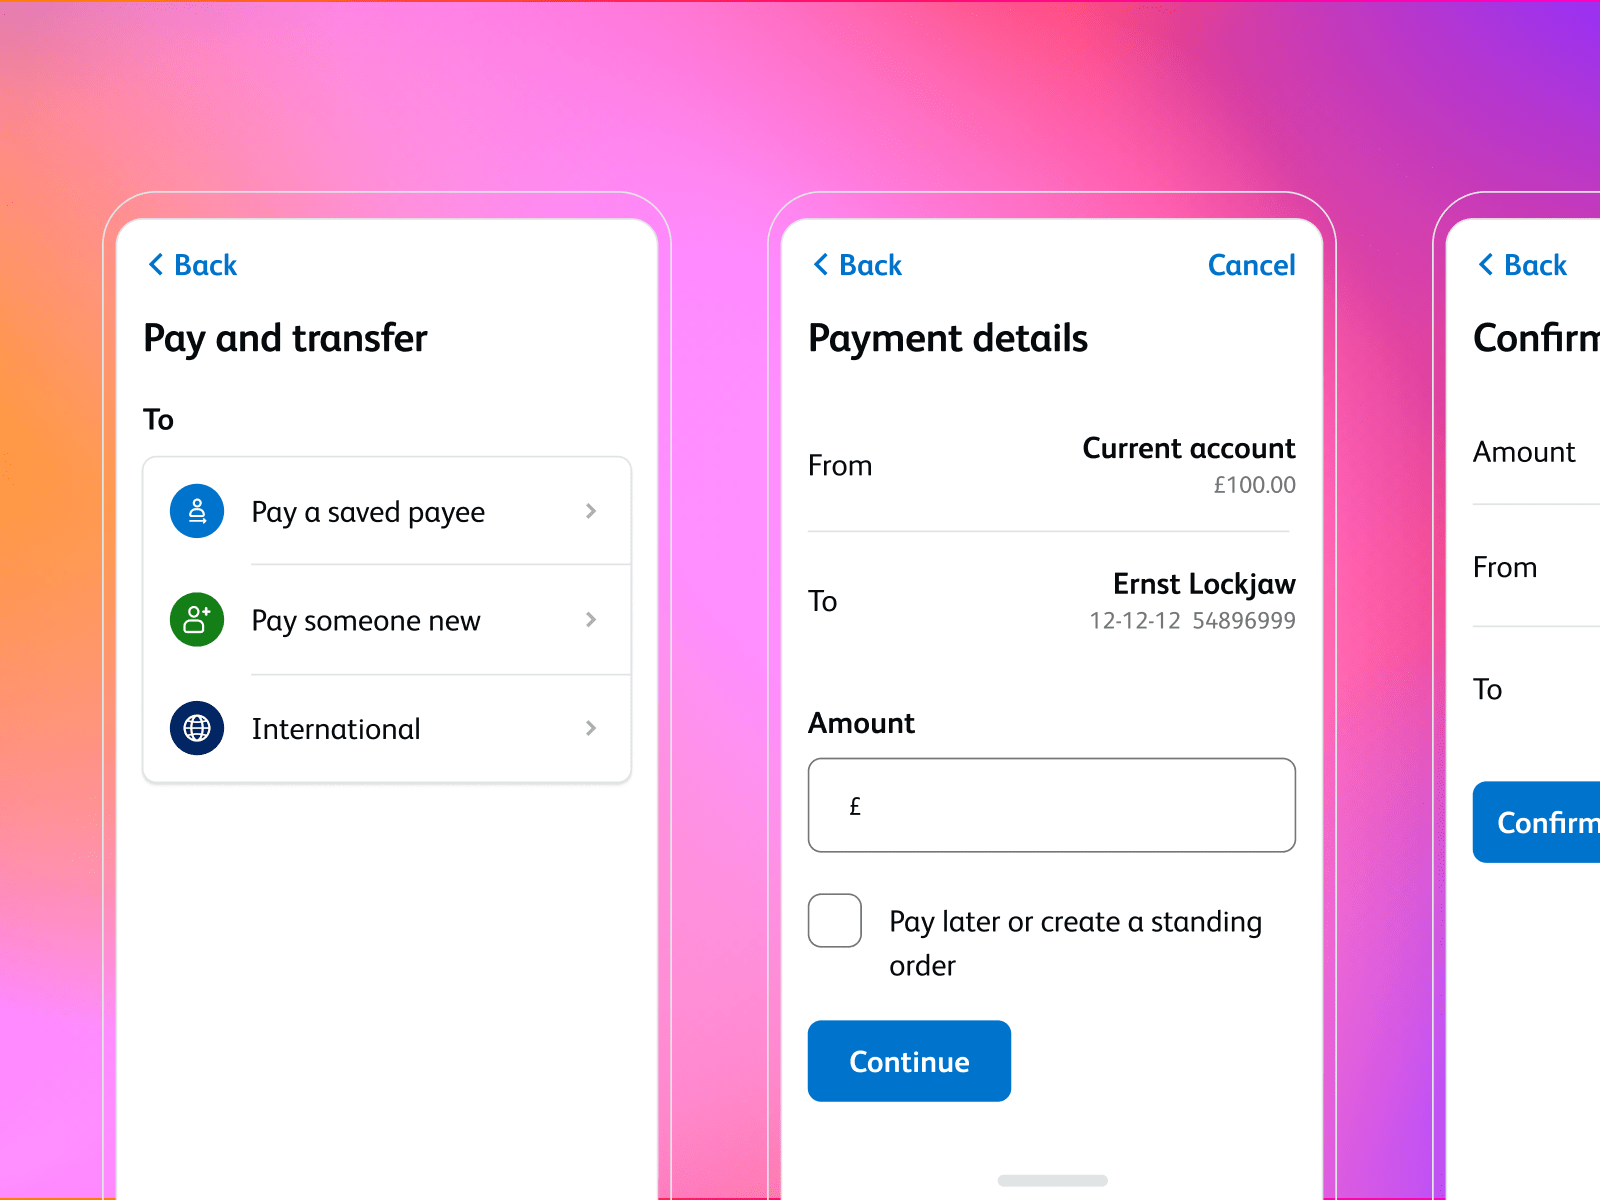 Back
Pay and transfer
To
Pay a saved payee
Pay someone new
International
Back
Cancel
Payment details
From
Current account
£100.00
To
Ernst Lockjaw
12-12-12 54896999
Amount
£
Pay later or create a standing
order
Continue
Back
Confirm
Amount
From
To
Confirm